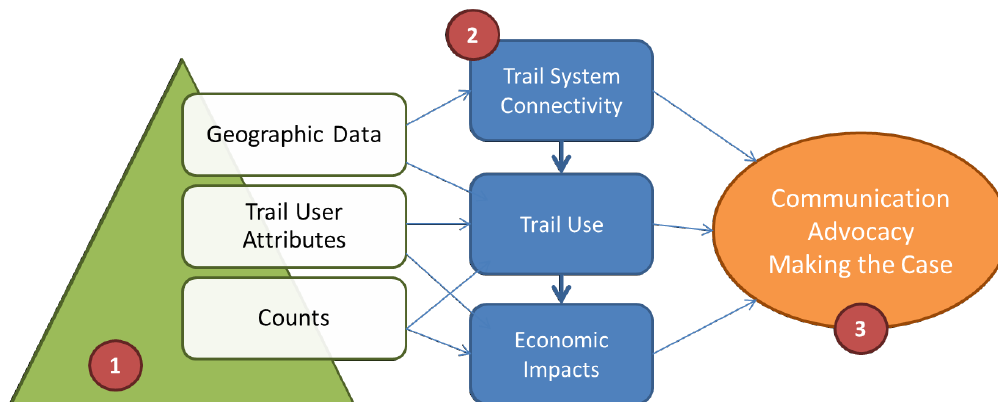 2
Trail System
Connectivity
Geographic Data
Trail User
Attributes
Trail Use
Communication
Advocacy
Making the Case
Counts
Economic
Impacts
1
3